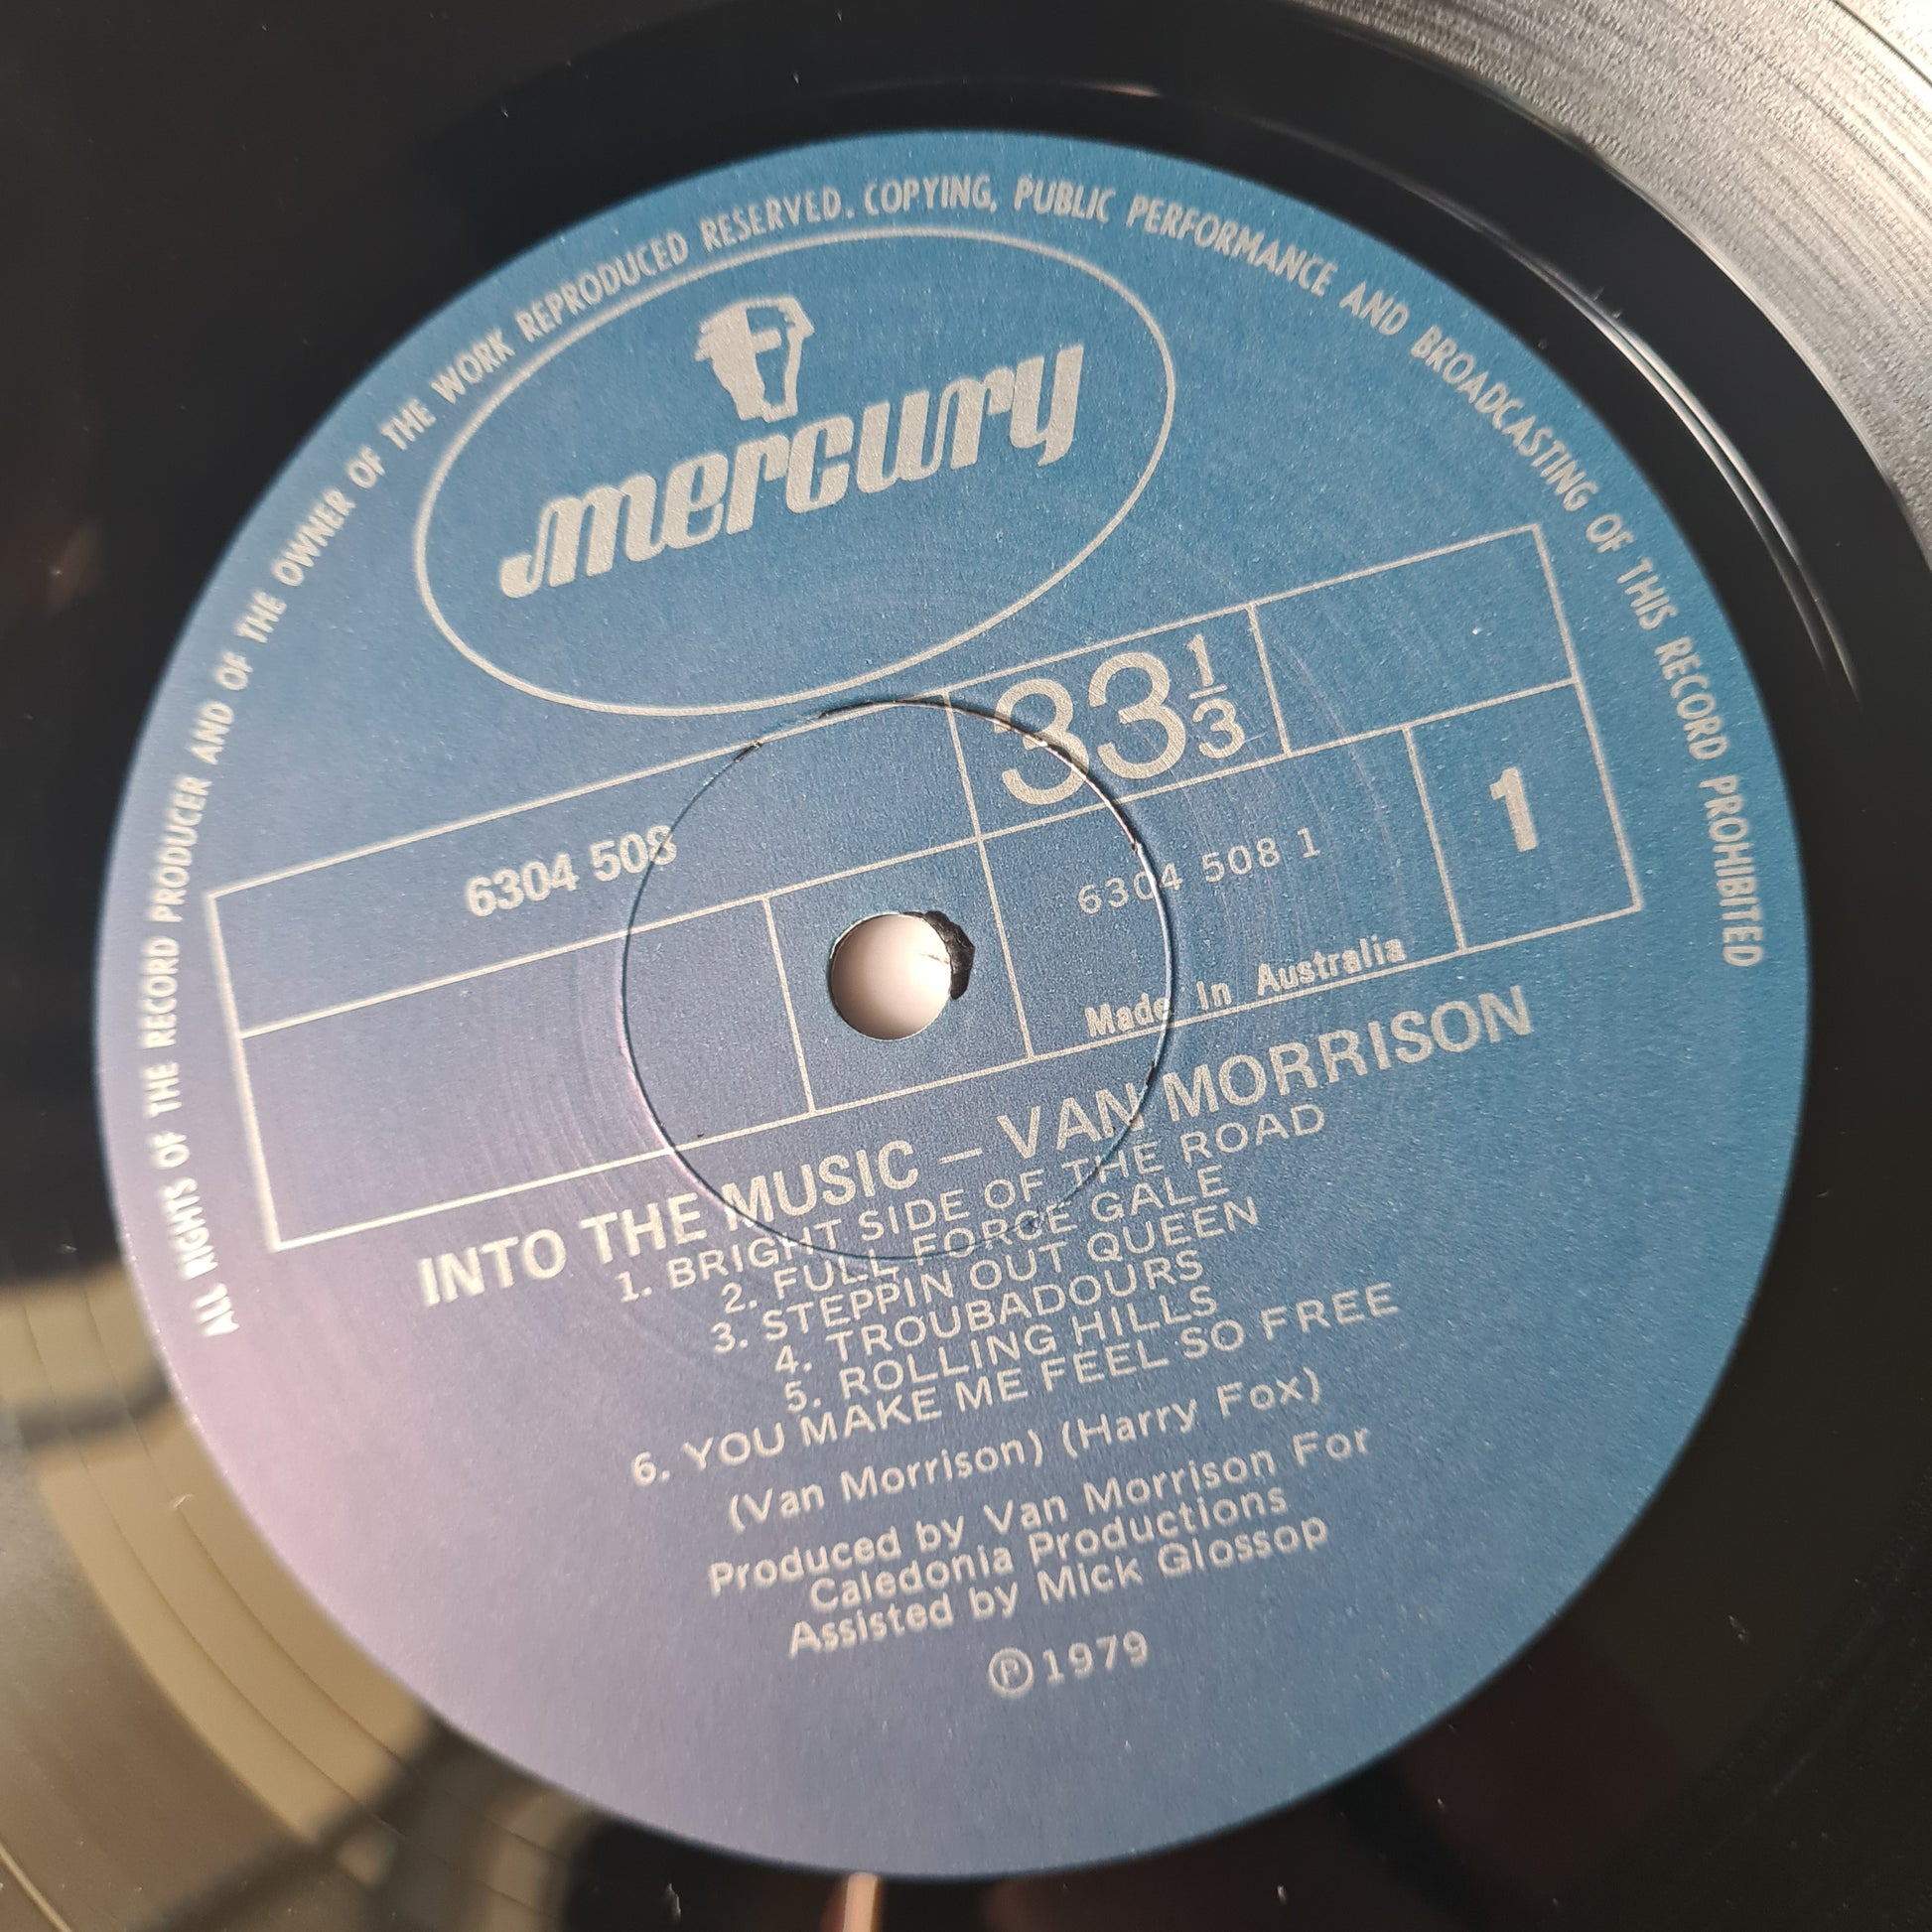 ALL RIGHTS OF THE RECORD PRODUCER AND OF THE OWNER OF THE WORK REPRODUCED RESERVED. COPYING, PUBLIC PERFORMANCE AND BROADCASTING OF THIS RECORD PROHIBITED
mercury
33 1/3
6304 508
6304 508 1
1
Made In Australia
INTO THE MUSIC – VAN MORRISON
1. BRIGHT SIDE OF THE ROAD
2. FULL FORCE GALE
3. STEPPIN OUT QUEEN
4. TROUBADOURS
5. ROLLING HILLS
6. YOU MAKE ME FEEL SO FREE
(Van Morrison) (Harry Fox)
Produced by Van Morrison For
Caledonia Productions
Assisted by Mick Glossop
Ⓟ1979